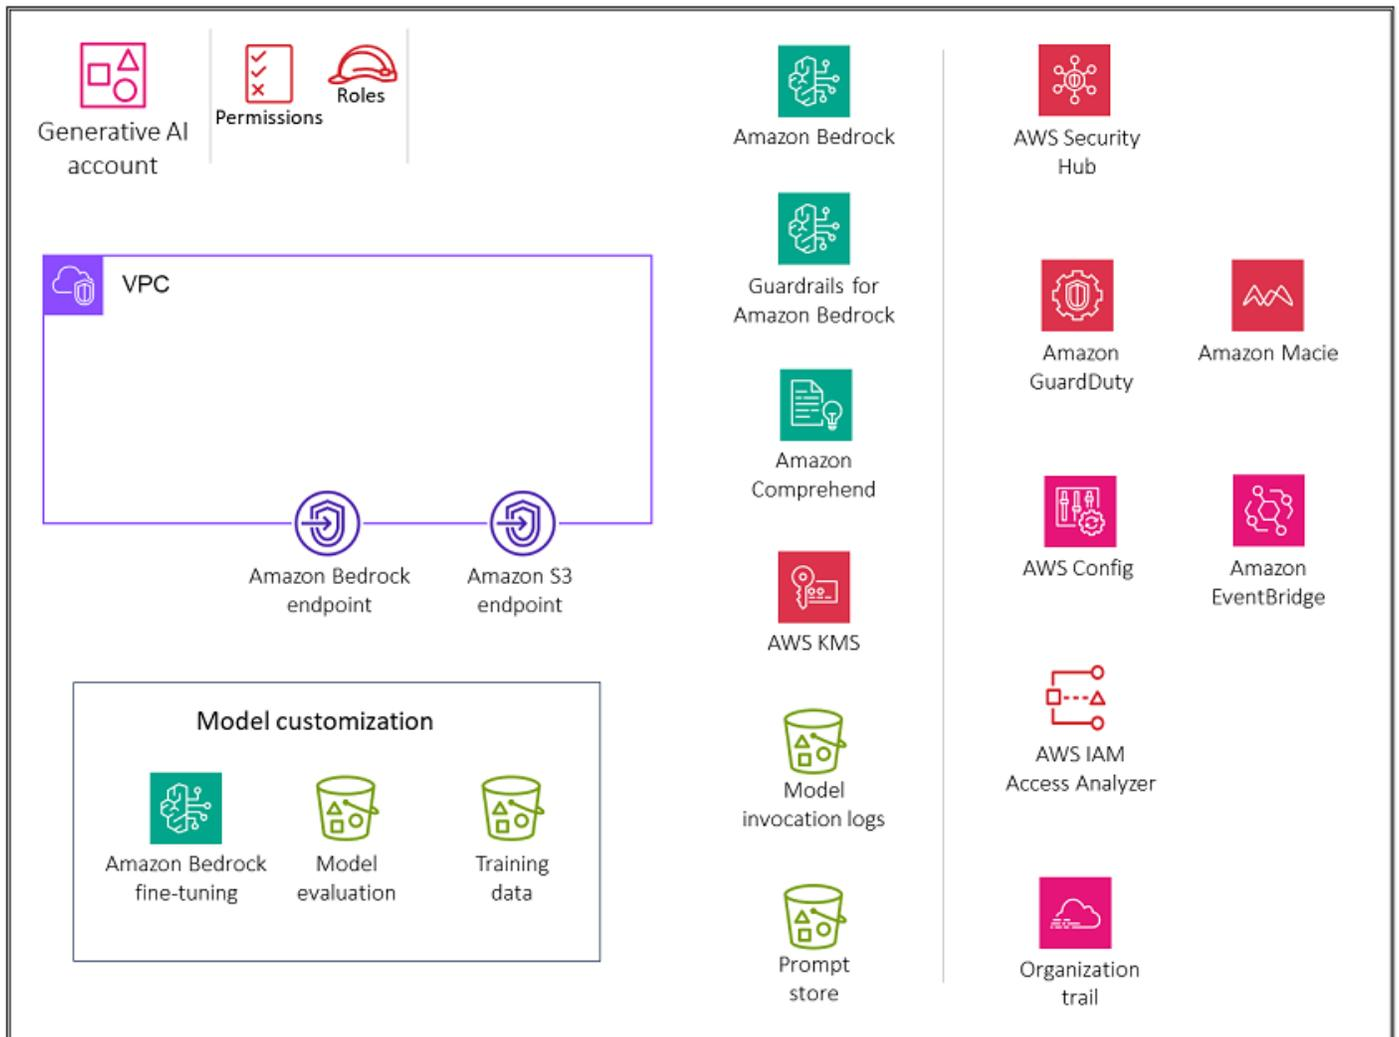 Generative AI
account
Permissions
Roles
VPC
Amazon Bedrock
endpoint
Amazon S3
endpoint
Model customization
Amazon Bedrock
fine-tuning
Model
evaluation
Training
data
Amazon Bedrock
Guardrails for
Amazon Bedrock
Amazon
Comprehend
AWS KMS
Model
invocation logs
Prompt
store
AWS Security
Hub
Amazon
GuardDuty
Amazon Macie
AWS Config
Amazon
EventBridge
AWS IAM
Access Analyzer
Organization
trail